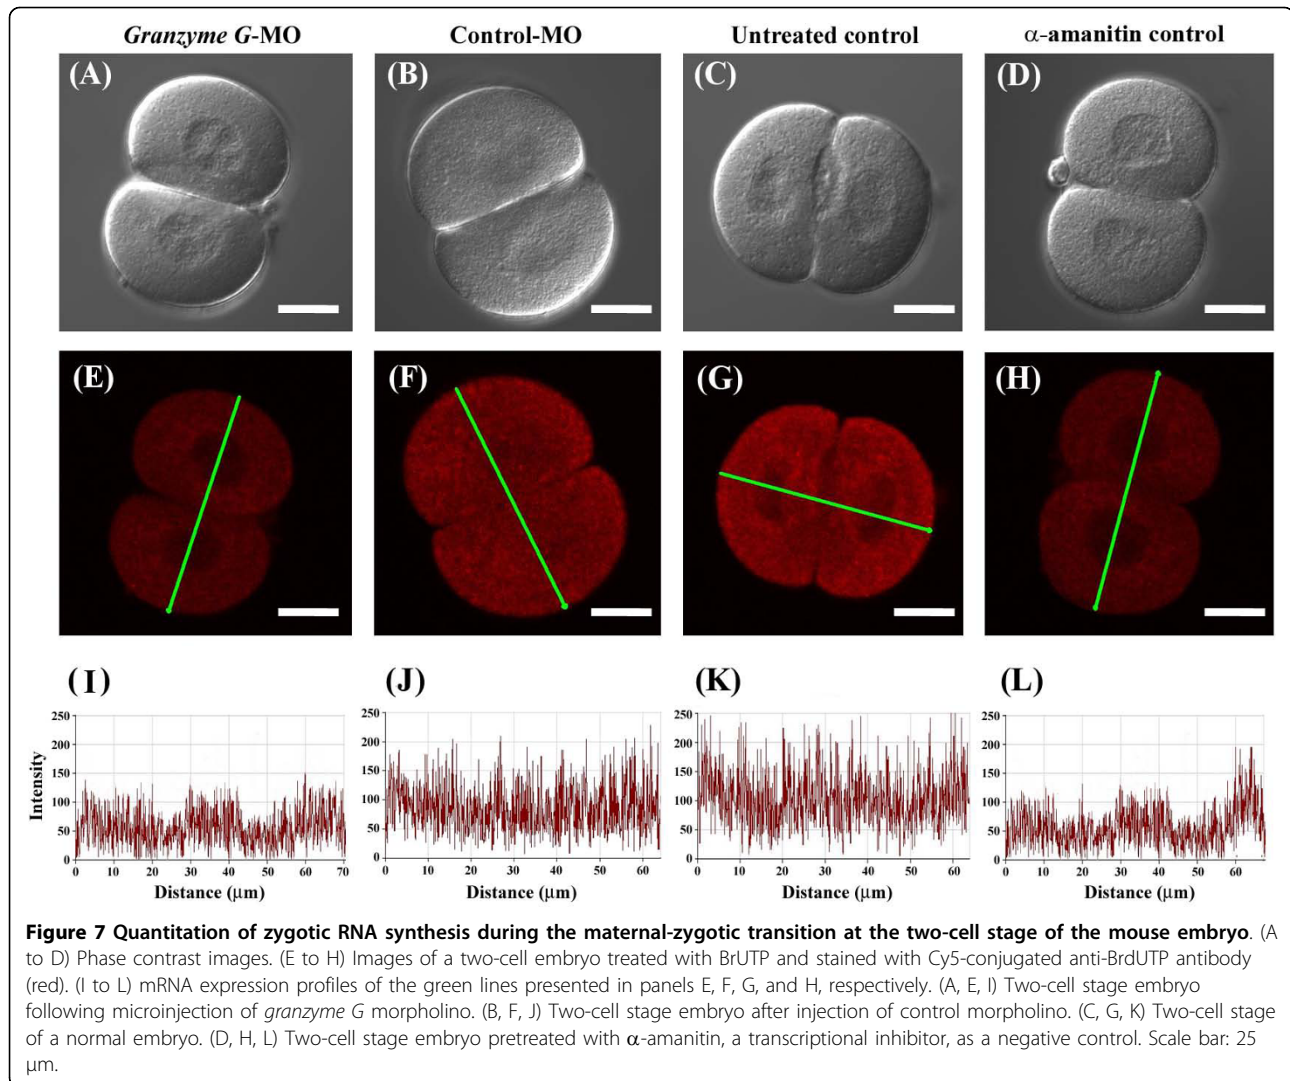 Granzyme G-MO
Control-MO
Untreated control
α-amanitin control
(A)
(B)
(C)
(D)
(E)
(F)
(G)
(H)
(I)
(J)
(K)
(L)
Intensity
250
200
150
100
50
0
0 10 20 30 40 50 60 70
Distance (μm)
250
200
150
100
50
0
0 10 20 30 40 50 60
Distance (μm)
250
200
150
100
50
0
0 10 20 30 40 50 60
Distance (μm)
250
200
150
100
50
0
0 10 20 30 40 50 60
Distance (μm)
Figure 7 Quantitation of zygotic RNA synthesis during the maternal-zygotic transition at the two-cell stage of the mouse embryo. (A
to D) Phase contrast images. (E to H) Images of a two-cell embryo treated with BrUTP and stained with Cy5-conjugated anti-BrdUTP antibody
(red). (I to L) mRNA expression profiles of the green lines presented in panels E, F, G, and H, respectively. (A, E, I) Two-cell stage embryo
following microinjection of granzyme G morpholino. (B, F, J) Two-cell stage embryo after injection of control morpholino. (C, G, K) Two-cell stage
of a normal embryo. (D, H, L) Two-cell stage embryo pretreated with α-amanitin, a transcriptional inhibitor, as a negative control. Scale bar: 25
μm.